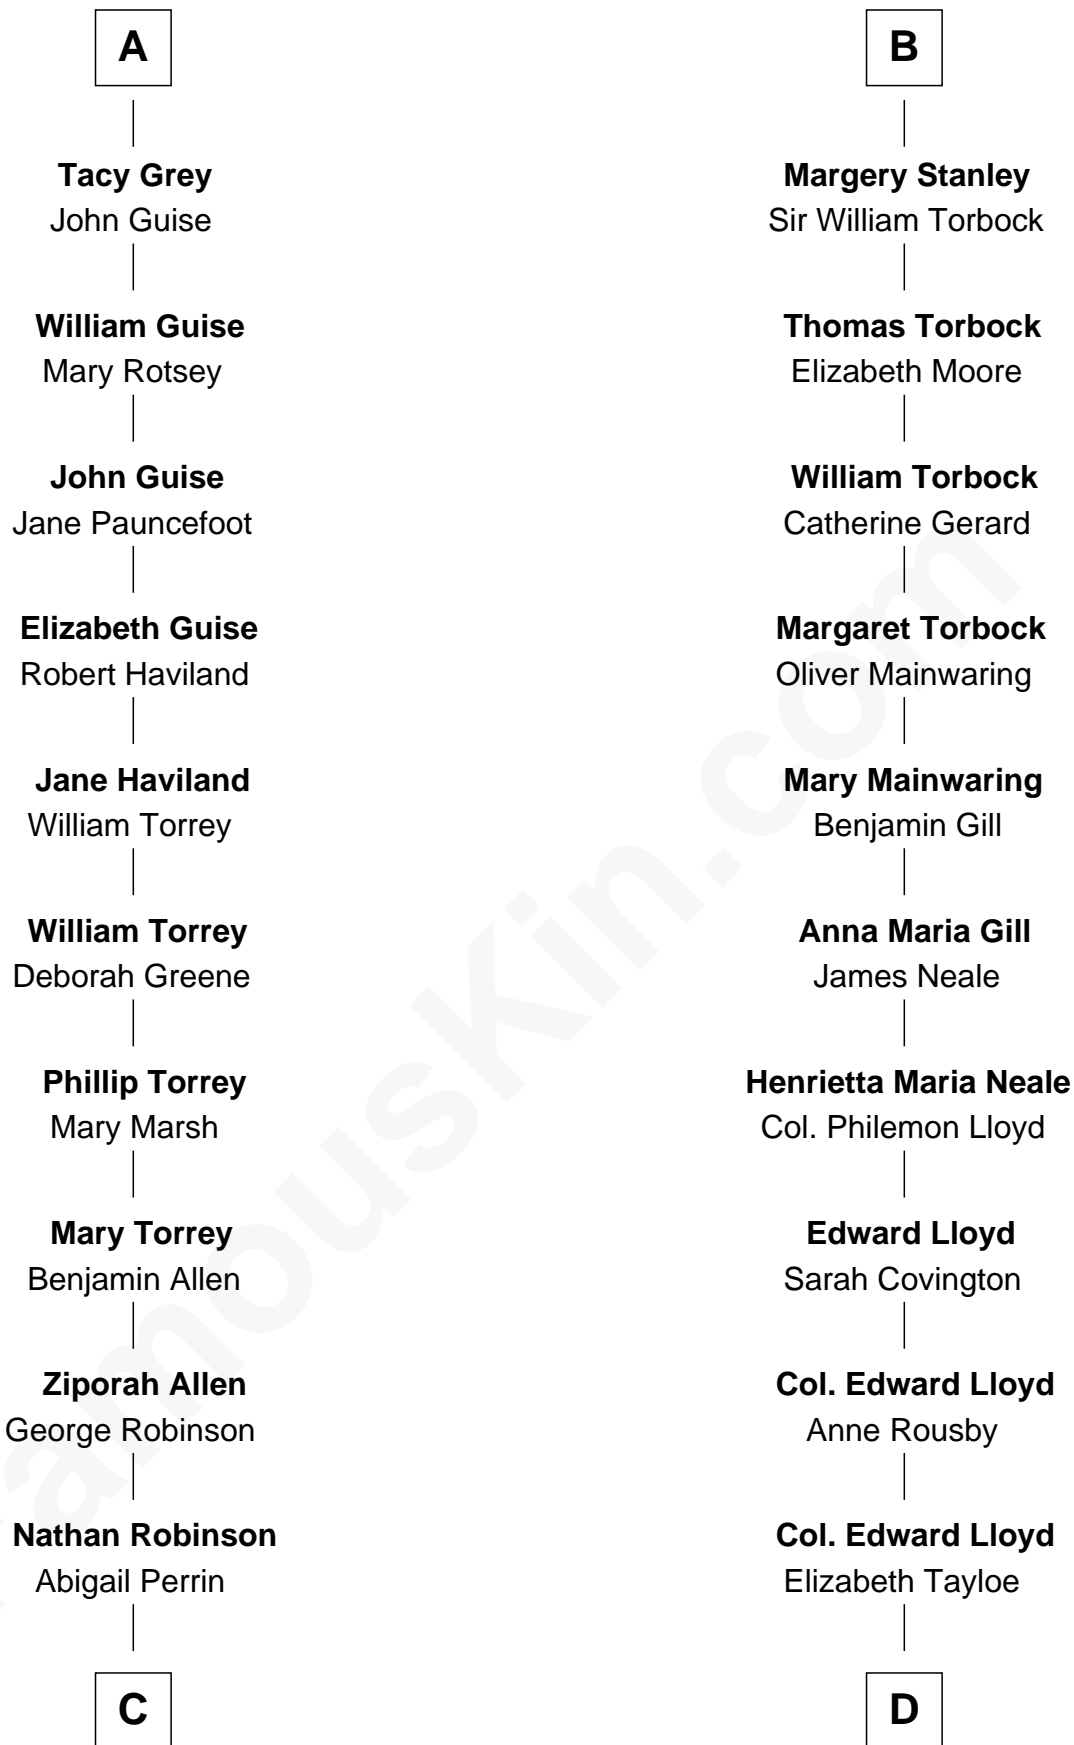 A
Tacy Grey
John Guise
William Guise
Mary Rotsey
John Guise
Jane Pauncefoot
Elizabeth Guise
Robert Haviland
Jane Haviland
William Torrey
William Torrey
Deborah Greene
Phillip Torrey
Mary Marsh
Mary Torrey
Benjamin Allen
Ziporah Allen
George Robinson
Nathan Robinson
Abigail Perrin
C
B
Margery Stanley
Sir William Torbock
Thomas Torbock
Elizabeth Moore
William Torbock
Catherine Gerard
Margaret Torbock
Oliver Mainwaring
Mary Mainwaring
Benjamin Gill
Anna Maria Gill
James Neale
Henrietta Maria Neale
Col. Philemon Lloyd
Edward Lloyd
Sarah Covington
Col. Edward Lloyd
Anne Rousby
Col. Edward Lloyd
Elizabeth Tayloe
D
FamousKin.com